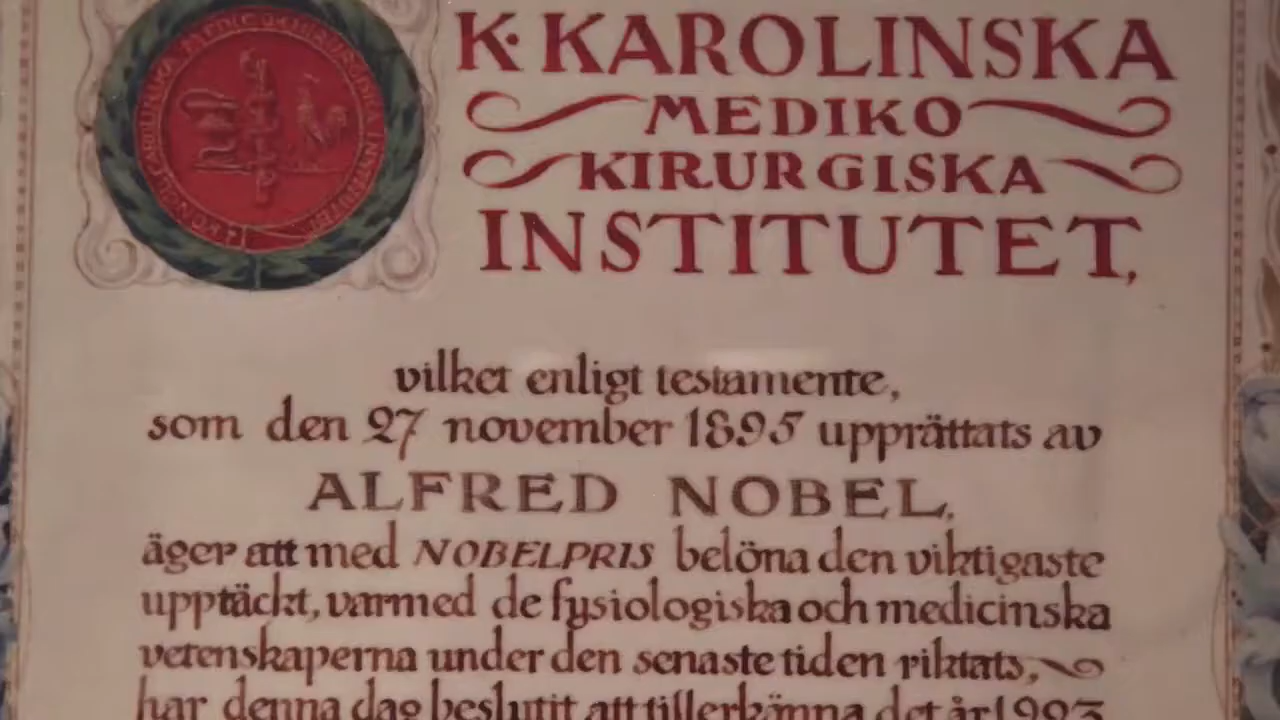 K. KAROLINSKA
MEDIKO
KIRURGISKA
INSTITUTET,
vilket enligt testamente,
som den 27 november 1895 upprättats av
ALFRED NOBEL,
äger att med NOBELPRIS belöna den viktigaste
upptäckt, varmed de fysiologiska och medicinska
vetenskaperna under den senaste tiden riktats,
har denna dag beslutit att tillerkänna det år 1923